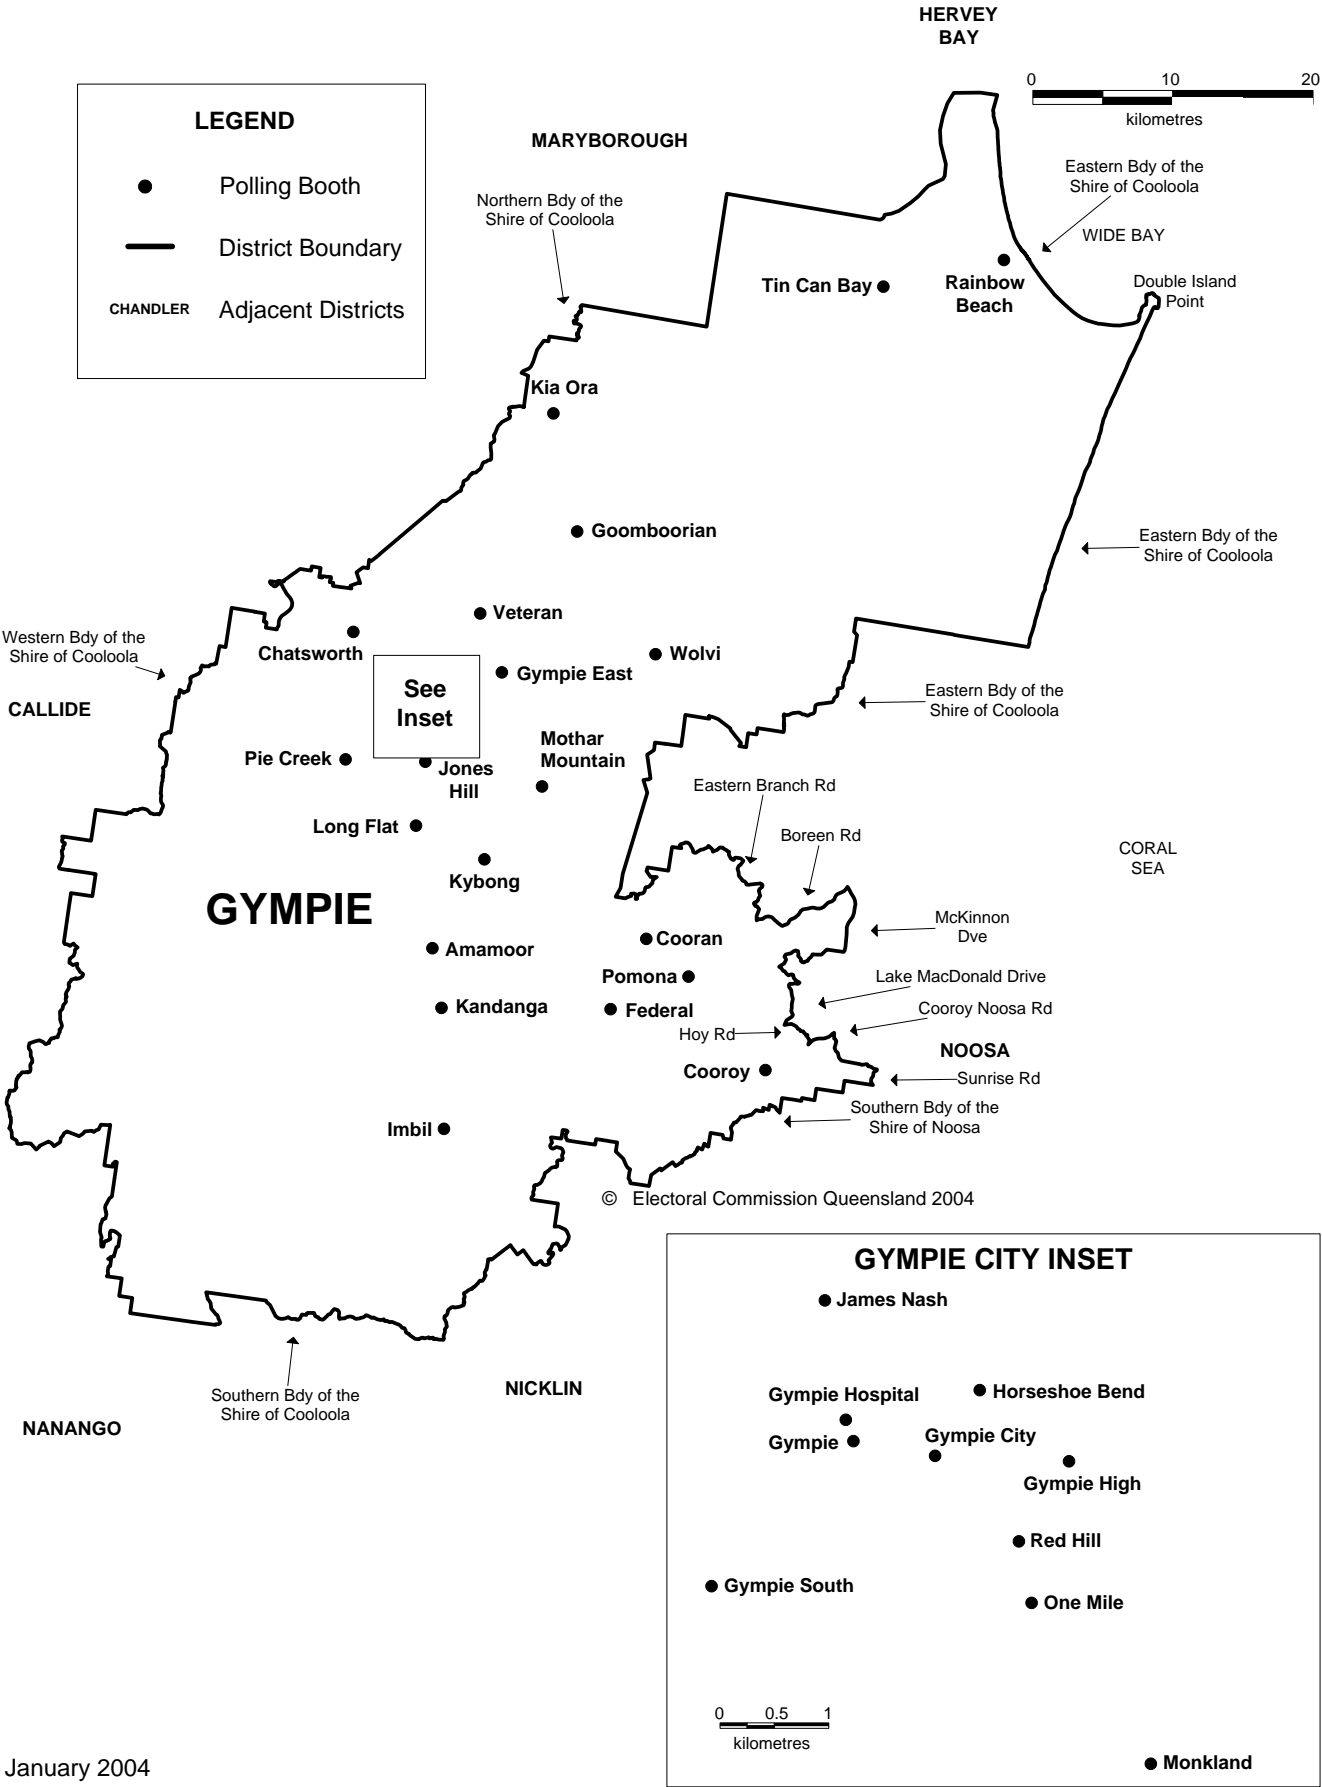 HERVEY
BAY
0 10 20
kilometres
LEGEND
Polling Booth
District Boundary
CHANDLER Adjacent Districts
MARYBOROUGH
Northern Bdy of the
Shire of Cooloola
Eastern Bdy of the
Shire of Cooloola
WIDE BAY
Tin Can Bay
Rainbow
Beach
Double Island
Point
Kia Ora
Goomboorian
Eastern Bdy of the
Shire of Cooloola
Veteran
Western Bdy of the
Shire of Cooloola
Chatsworth
Wolvi
See
Inset
Gympie East
Eastern Bdy of the
Shire of Cooloola
CALLIDE
Pie Creek
Jones
Hill
Mothar
Mountain
Eastern Branch Rd
Long Flat
Boreen Rd
CORAL
SEA
Kybong
GYMPIE
McKinnon
Dve
Cooran
Amamoor
Pomona
Lake MacDonald Drive
Kandanga
Federal
Cooroy Noosa Rd
Hoy Rd
NOOSA
Cooroy
Sunrise Rd
Southern Bdy of the
Shire of Noosa
Imbil
© Electoral Commission Queensland 2004
Southern Bdy of the
Shire of Cooloola
NICKLIN
NANANGO
GYMPIE CITY INSET
James Nash
Gympie Hospital
Horseshoe Bend
Gympie
Gympie City
Gympie High
Red Hill
Gympie South
One Mile
0 0.5 1
kilometres
Monkland
January 2004